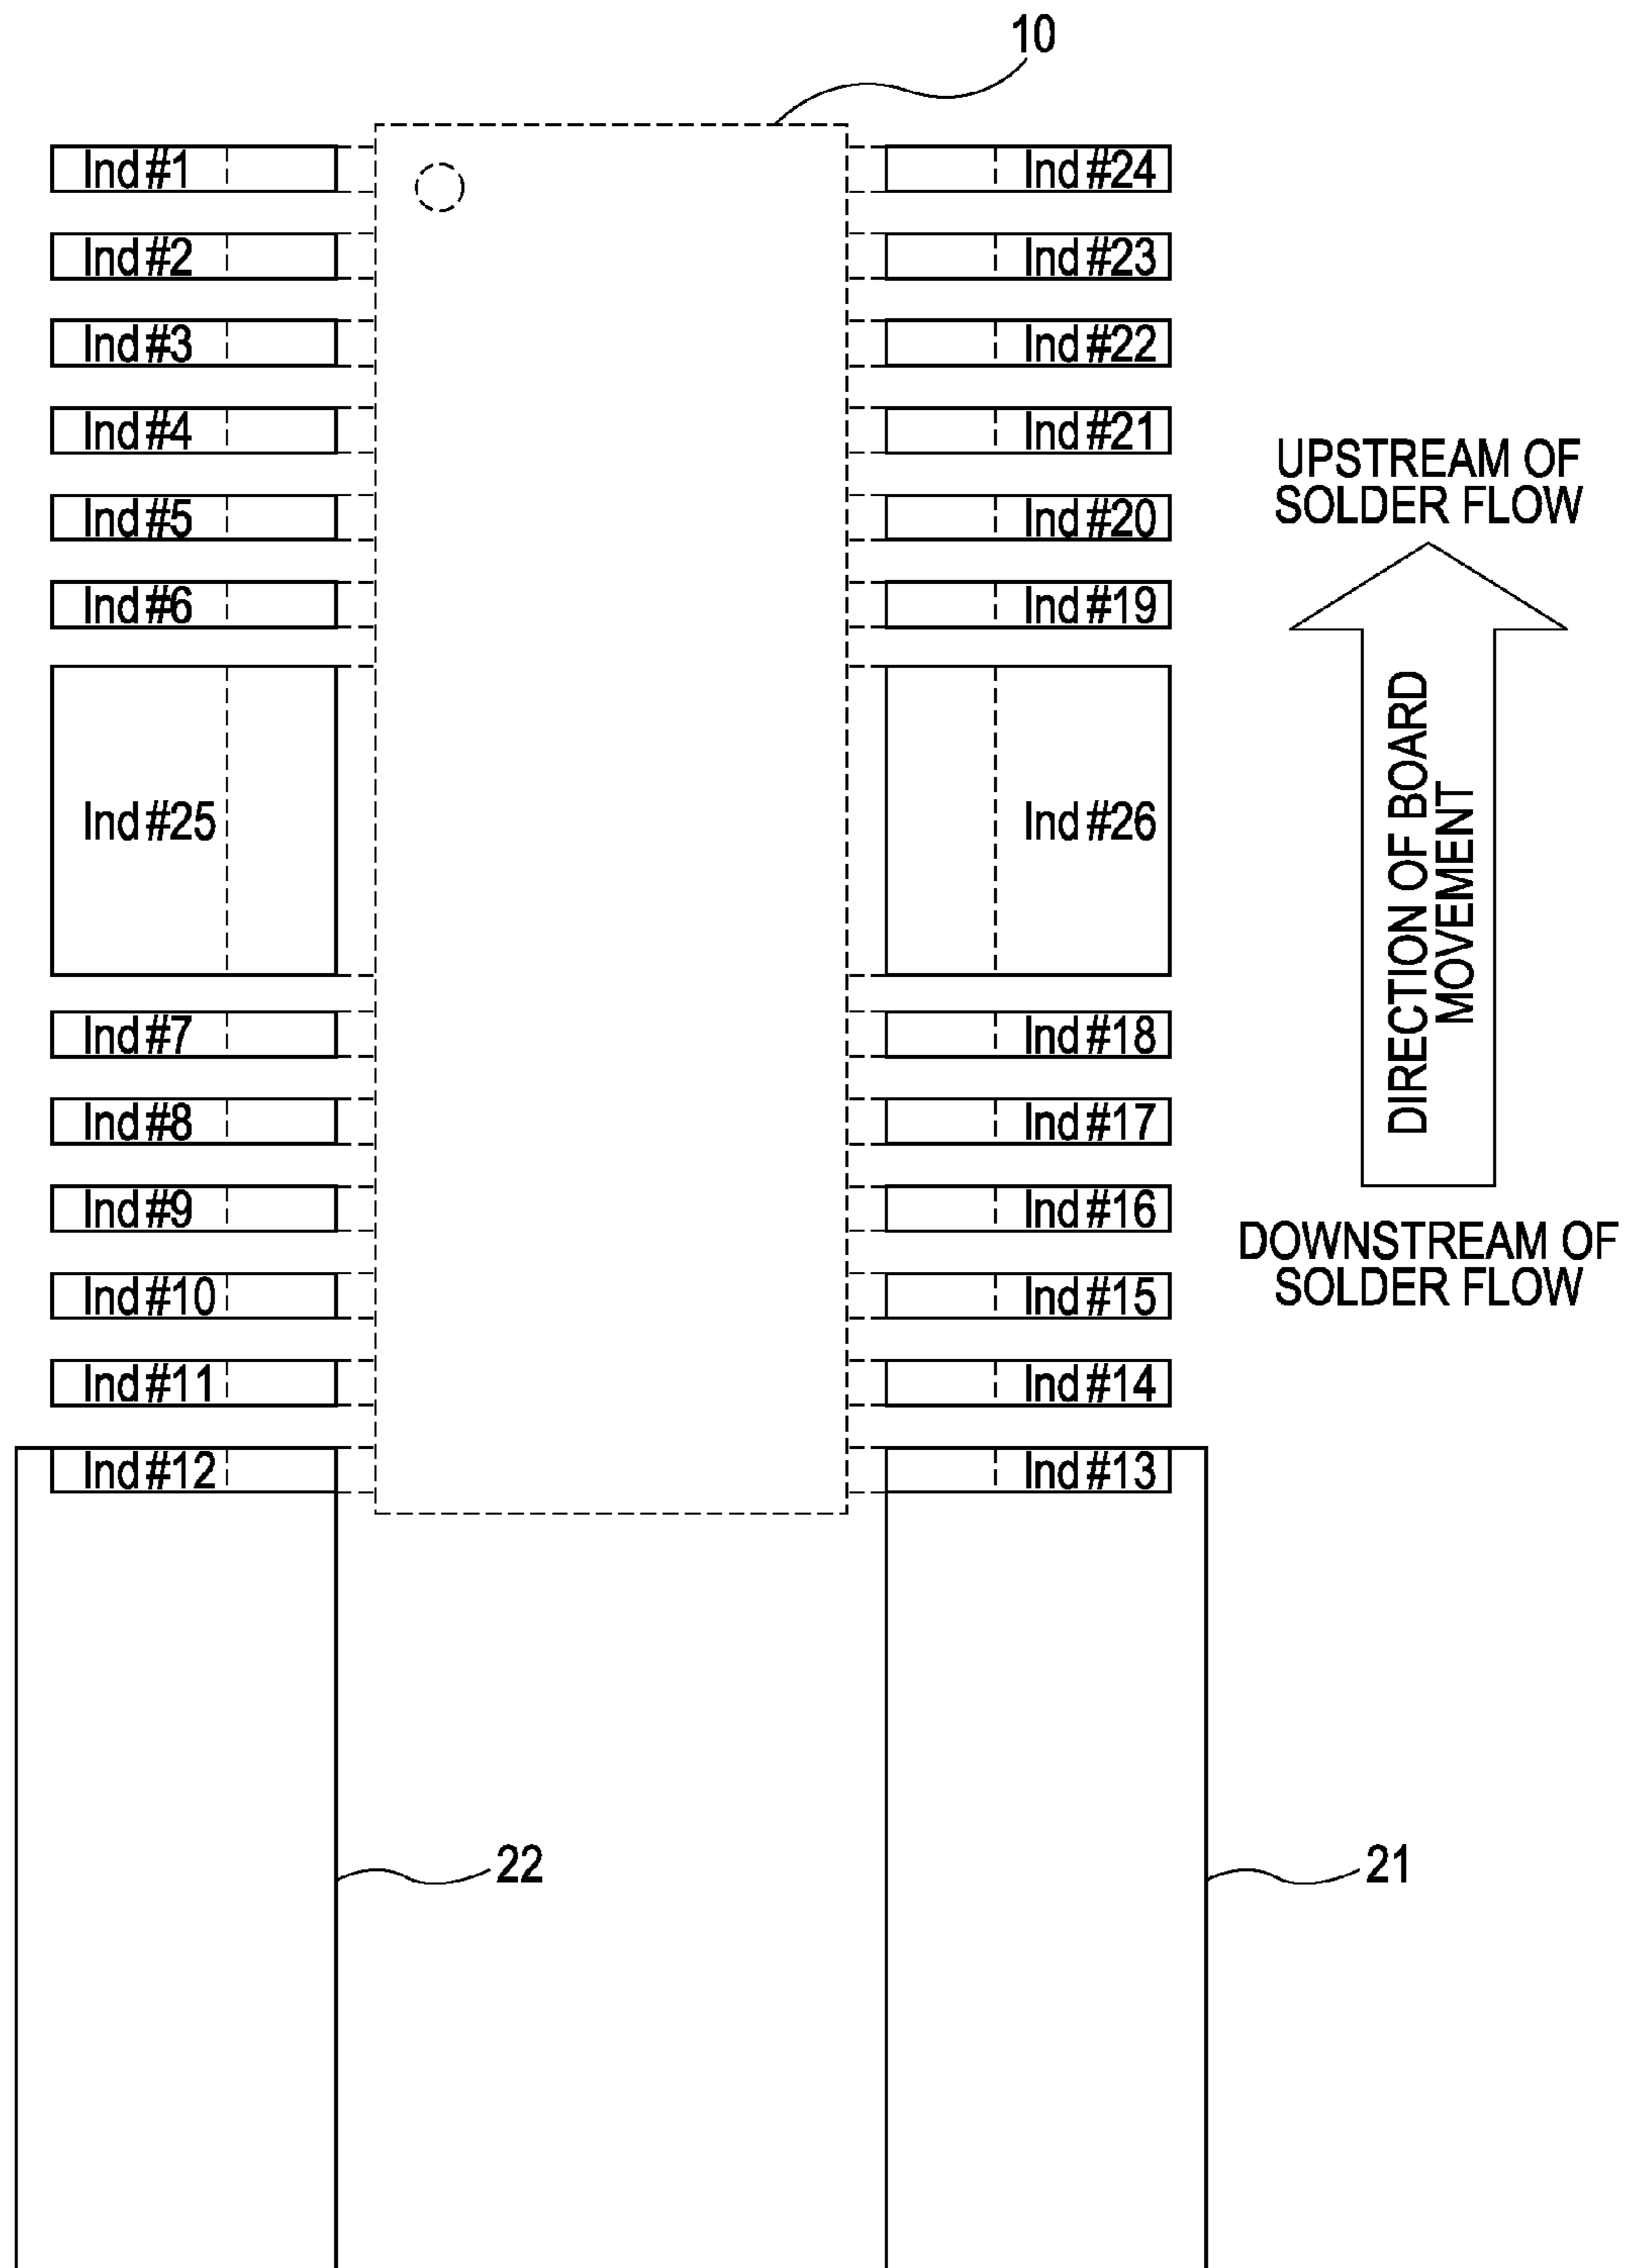 10
Ind #1
Ind #24
Ind #2
Ind #23
Ind #3
Ind #22
Ind #4
Ind #21
Ind #5
Ind #20
Ind #6
Ind #19
UPSTREAM OF
SOLDER FLOW
Ind #25
Ind #26
DIRECTION OF BOARD
MOVEMENT
Ind #7
Ind #18
Ind #8
Ind #17
Ind #9
Ind #16
DOWNSTREAM OF
SOLDER FLOW
Ind #10
Ind #15
Ind #11
Ind #14
Ind #12
Ind #13
22
21